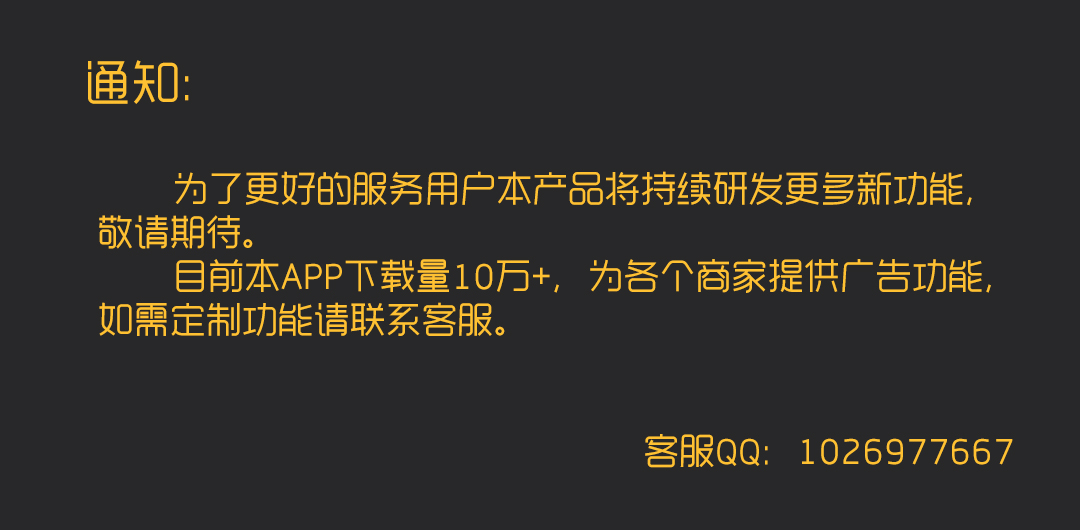 通知:
为了更好的服务用户本产品将持续研发更多新功能,
敬请期待。
目前本APP下载量10万+, 为各个商家提供广告功能,
如需定制功能请联系客服。
客服QQ: 1026977667